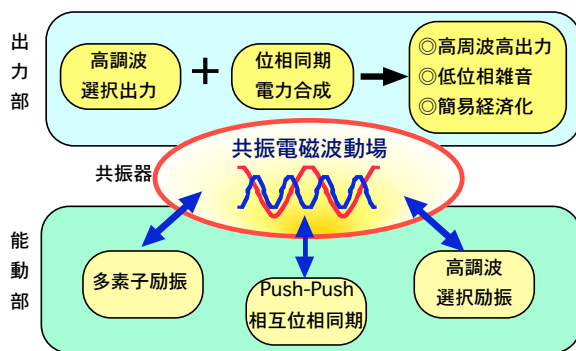 出力部
高調波
選択出力
+
位相同期
電力合成
◎高周波高出力
◎低位相雑音
◎簡易経済化
共振器
共振電磁波動場
能動部
多素子励振
Push-Push
相互位相同期
高調波
選択励振